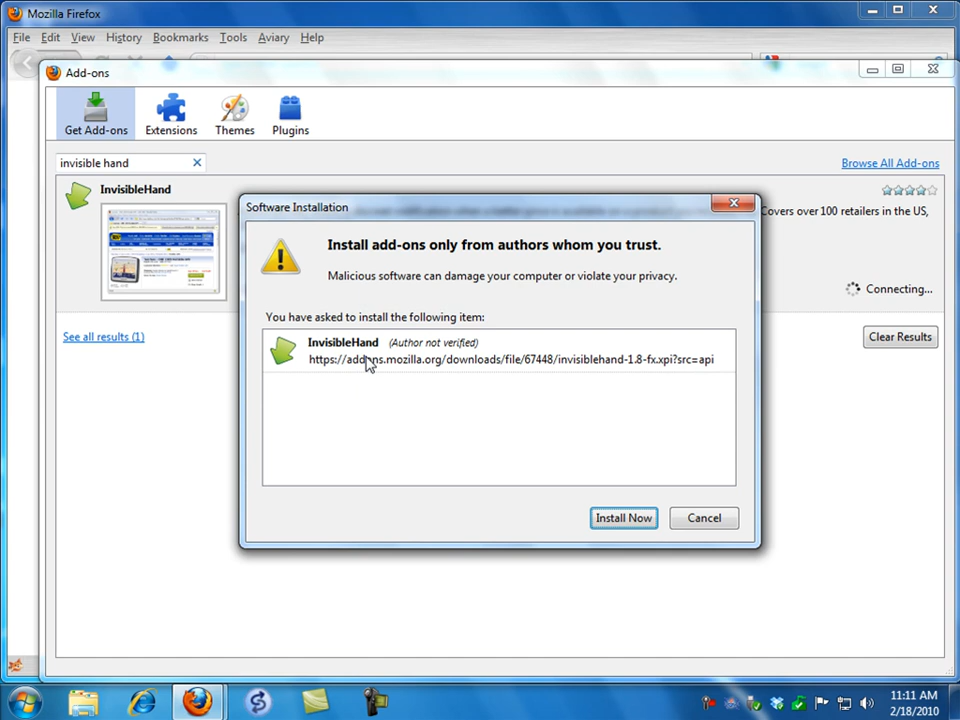 Mozilla Firefox
File Edit View History Bookmarks Tools Aviary Help
Add-ons
Get Add-ons Extensions Themes Plugins
invisible hand
Browse All Add-ons
InvisibleHand
Covers over 100 retailers in the US,
Connecting...
See all results (1)
Clear Results
Software Installation
Install add-ons only from authors whom you trust.
Malicious software can damage your computer or violate your privacy.
You have asked to install the following item:
InvisibleHand (Author not verified)
https://addons.mozilla.org/downloads/file/67448/invisiblehand-1.8-fx.xpi?src=api
Install Now Cancel
11:11 AM
2/18/2010